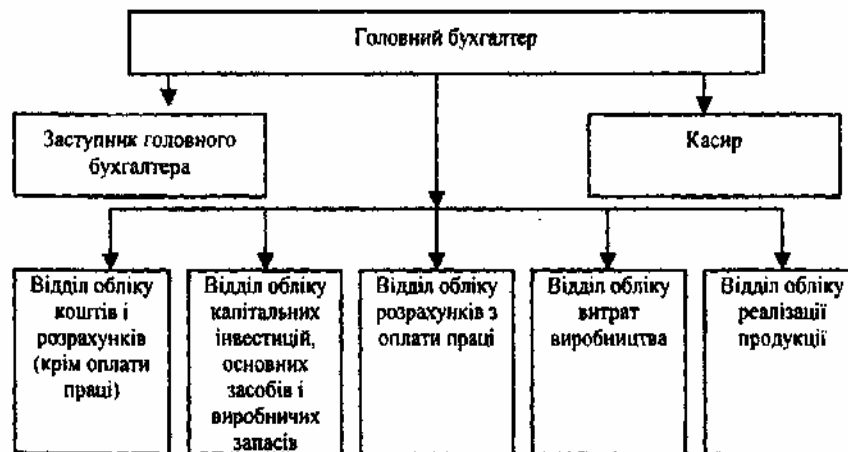 Головний бухгалтер
Заступник головного
бухгалтера
Касир
Відділ обліку
коштів і
розрахунків
(крім оплати
праці)
Відділ обліку
капітальних
інвестицій,
основних
засобів і
виробничих
запасів
Відділ обліку
розрахунків з
оплати праці
Відділ обліку
витрат
виробництва
Відділ обліку
реалізації
продукції